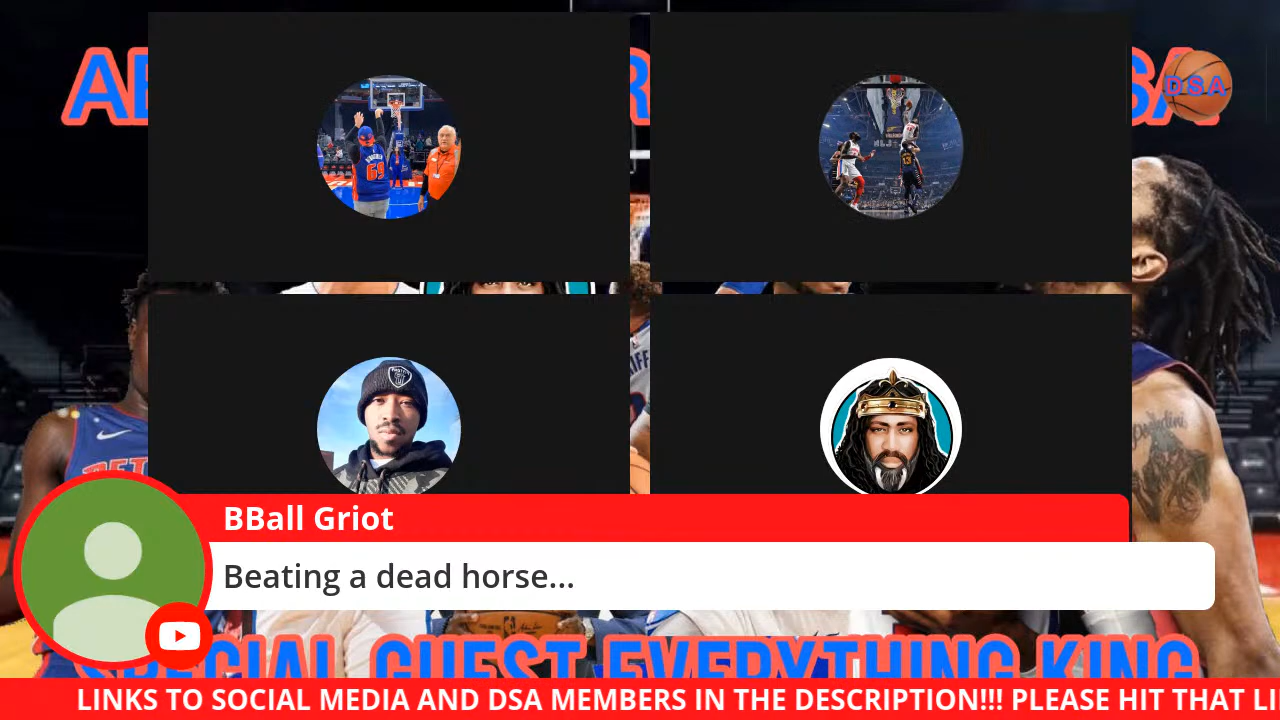 DSA
BBall Griot
Beating a dead horse...
SPECIAL GUEST EVERYTHING KING
LINKS TO SOCIAL MEDIA AND DSA MEMBERS IN THE DESCRIPTION!!! PLEASE HIT THAT